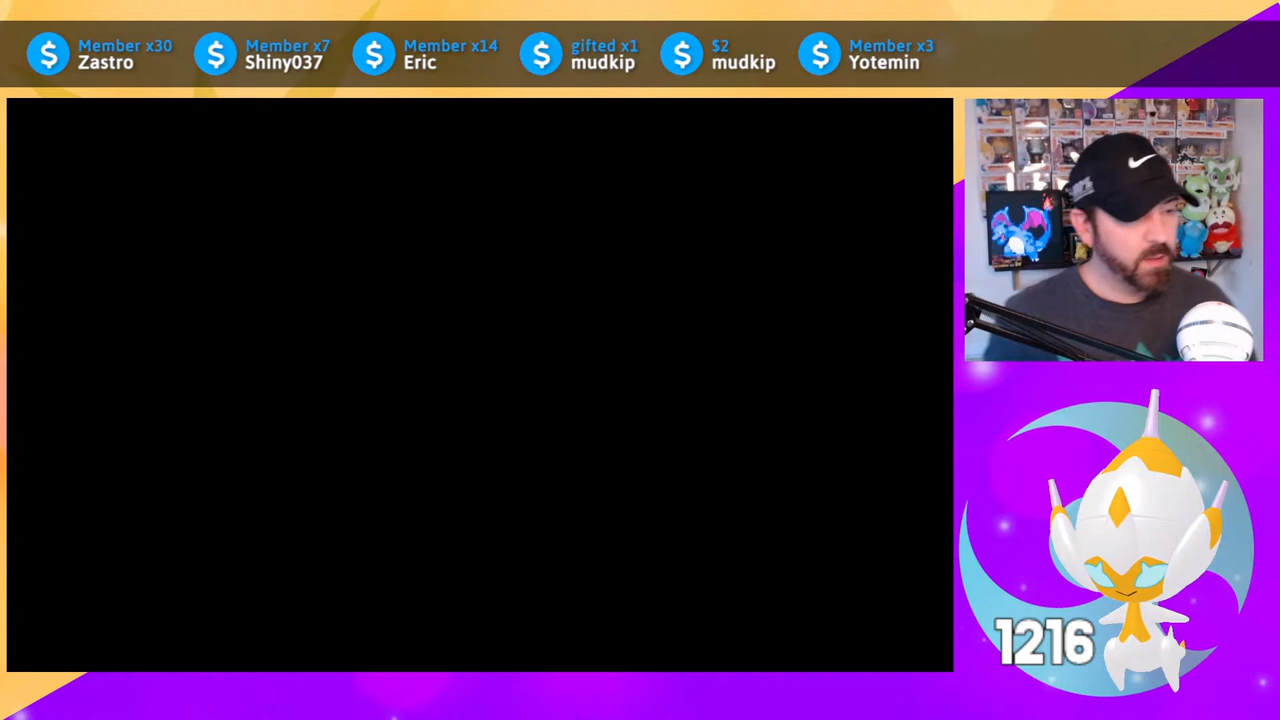 Member x30
Zastro
Member x7
Shiny037
Member x14
Eric
gifted x1
mudkip
$2
mudkip
Member x3
Yotemin
1216